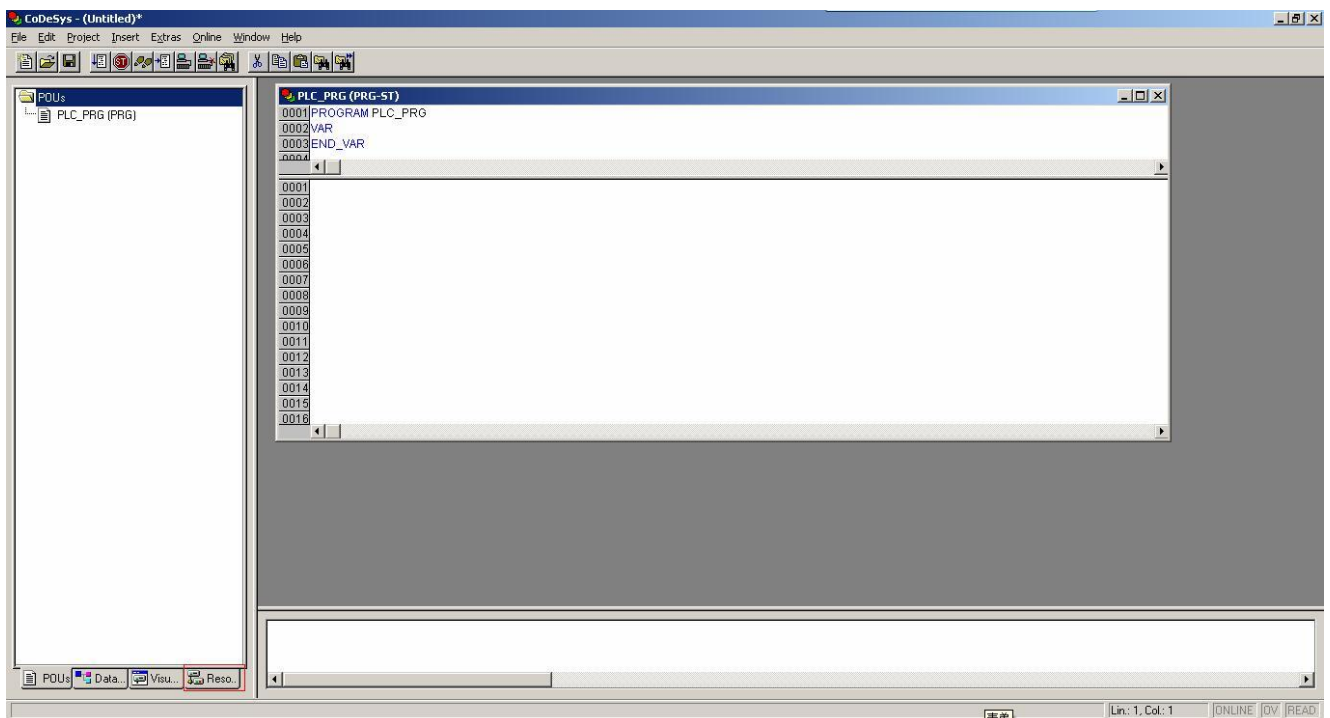 CoDeSys - (Untitled)*
File Edit Project Insert Extras Online Window Help
POUs
PLC_PRG (PRG)
PLC_PRG (PRG-ST)
0001 PROGRAM PLC_PRG
0002 VAR
0003 END_VAR
0004
0001
0002
0003
0004
0005
0006
0007
0008
0009
0010
0011
0012
0013
0014
0015
0016
POUs Data... Visu... Reso...
Lin.: 1, Col.: 1 ONLINE OV READ